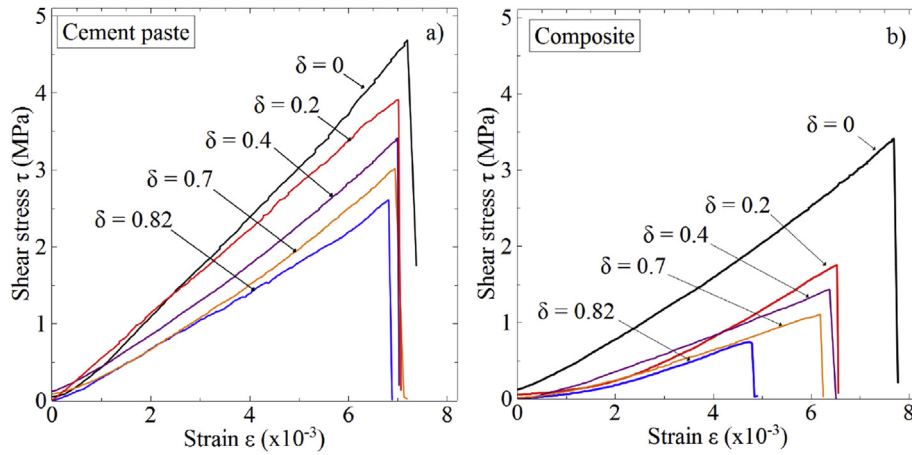 Cement paste
a)
δ = 0
δ = 0.2
δ = 0.4
δ = 0.7
δ = 0.82
Shear stress τ (MPa)
5
4
3
2
1
0
0 2 4 6 8
Strain ε (x10-3)
Composite
b)
δ = 0
δ = 0.2
δ = 0.4
δ = 0.7
δ = 0.82
Shear stress τ (MPa)
5
4
3
2
1
0
0 2 4 6 8
Strain ε (x10-3)